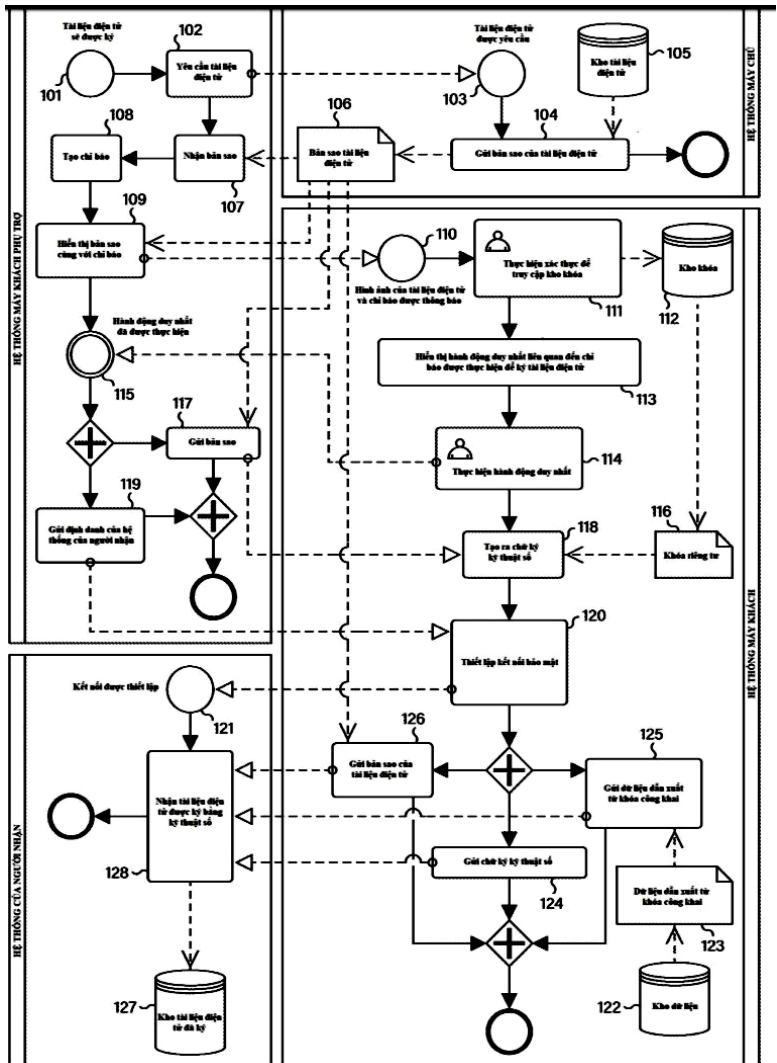 HỆ THỐNG MÁY KHÁCH PHỤ TRỢ
Tài liệu điện tử
sẽ được ký
101
102
Yêu cầu tài liệu
điện tử
108
Tạo chỉ báo
Nhận bản sao
107
109
Hiển thị bản sao
cùng với chỉ báo
Hành động duy nhất
đã được thực hiện
115
117
Gửi bản sao
119
Gửi định danh của hệ
thống của người nhận
HỆ THỐNG MÁY CHỦ
Tài liệu điện tử
được yêu cầu
103
Kho tài liệu
điện tử
105
106
Bản sao tài liệu
điện tử
104
Gửi bản sao của tài liệu điện tử
HỆ THỐNG MÁY KHÁCH
110
Hình ảnh của tài liệu điện tử
và chỉ báo được thông báo
Thực hiện xác thực để
truy cập kho khóa
111
Kho khóa
112
Hiển thị hành động duy nhất liên quan đến chỉ
báo được thực hiện để ký tài liệu điện tử
113
Thực hiện hành động duy nhất
114
118
Tạo ra chữ ký
kỹ thuật số
116
Khóa riêng tư
120
Thiết lập kết nối bảo mật
126
Gửi bản sao của
tài liệu điện tử
125
Gửi dữ liệu dẫn xuất
từ khóa công khai
Gửi chữ ký kỹ thuật số
124
Dữ liệu dẫn xuất từ
khóa công khai
123
122
Kho dữ liệu
HỆ THỐNG CỦA NGƯỜI NHẬN
Kết nối được thiết lập
121
Nhận tài liệu điện
tử được ký bằng
kỹ thuật số
128
127
Kho tài liệu điện
tử đã ký